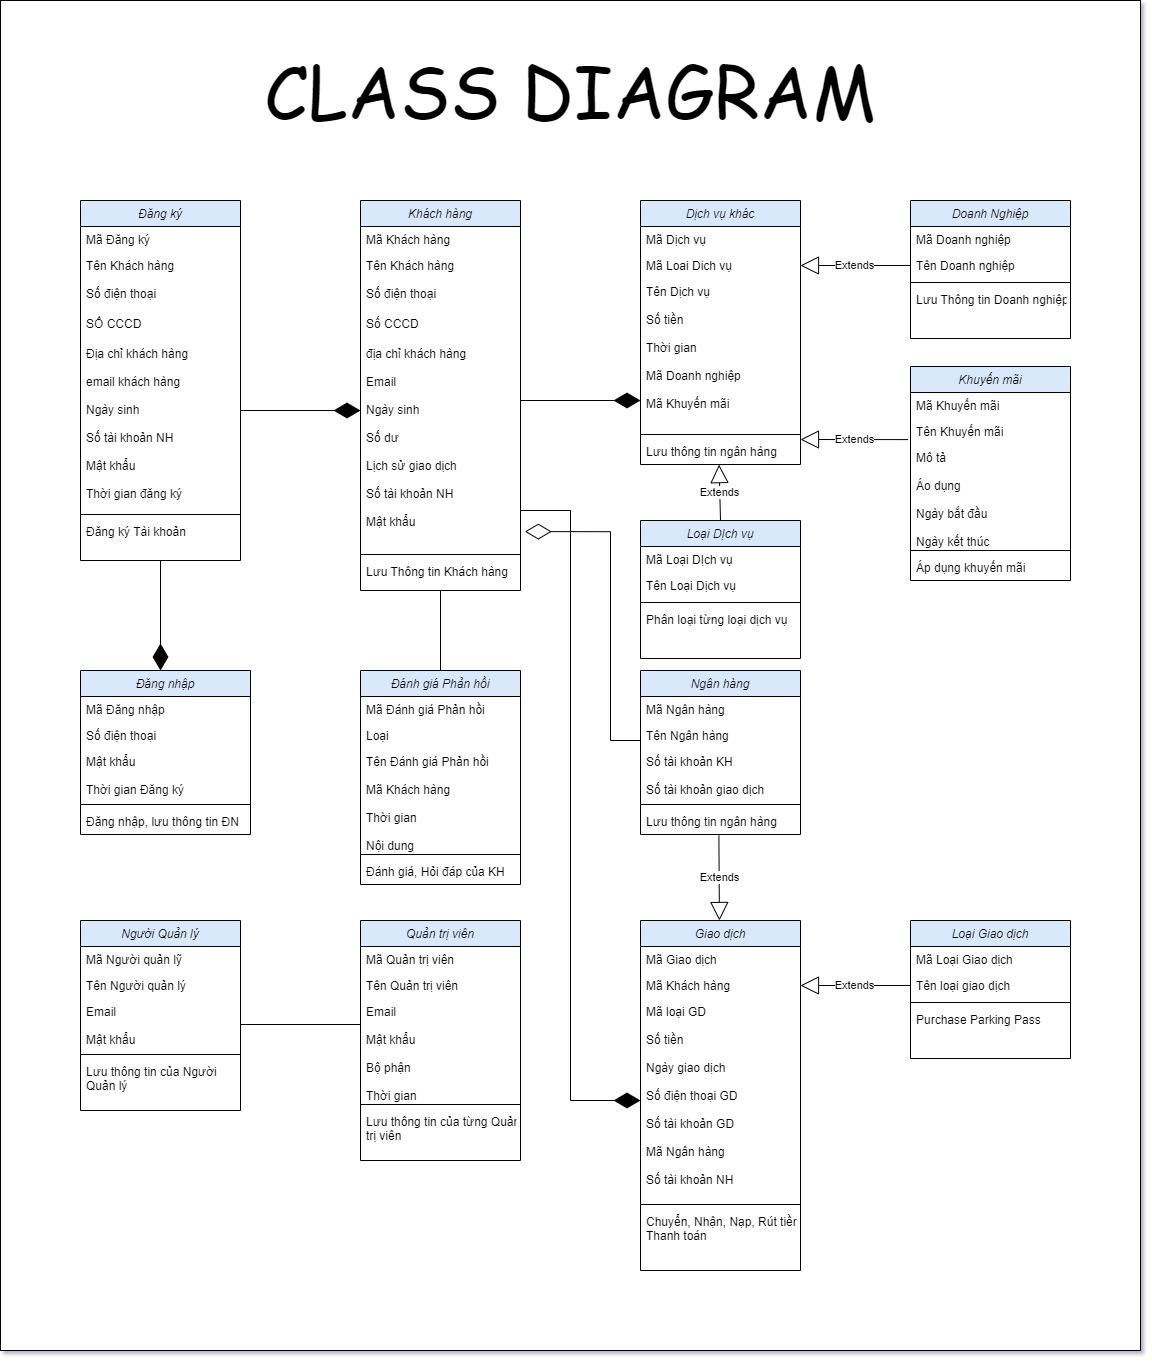 CLASS DIAGRAM
Đăng ký
Mã Đăng ký
Tên Khách hàng
Số điện thoại
SỐ CCCD
Địa chỉ khách hàng
email khách hàng
Ngày sinh
Số tài khoản NH
Mật khẩu
Thời gian đăng ký
Đăng ký Tài khoản
Khách hàng
Mã Khách hàng
Tên Khách hàng
Số điện thoại
Số CCCD
địa chỉ khách hàng
Email
Ngày sinh
Số dư
Lịch sử giao dịch
Số tài khoản NH
Mật khẩu
Lưu Thông tin Khách hàng
Dịch vụ khác
Mã Dịch vụ
Mã Loai Dịch vụ
Tên Dịch vụ
Số tiền
Thời gian
Mã Doanh nghiệp
Mã Khuyến mãi
Lưu thông tin ngân hàng
Extends
Doanh Nghiệp
Mã Doanh nghiệp
Tên Doanh nghiệp
Lưu Thông tin Doanh nghiệp
Extends
Khuyến mãi
Mã Khuyến mãi
Tên Khuyến mãi
Mô tả
Áo dụng
Ngày bắt đầu
Ngày kết thúc
Áp dụng khuyến mãi
Extends
Loại Dịch vụ
Mã Loại DỊch vụ
Tên Loại Dịch vụ
Phân loại từng loại dịch vụ
Đăng nhập
Mã Đăng nhập
Số điện thoại
Mật khẩu
Thời gian Đăng ký
Đăng nhập, lưu thông tin ĐN
Đánh giá Phản hồi
Mã Đánh giá Phản hồi
Loại
Tên Đánh giá Phản hồi
Mã Khách hàng
Thời gian
Nội dung
Đánh giá, Hỏi đáp của KH
Ngân hàng
Mã Ngân hàng
Tên Ngân hàng
Số tài khoản KH
Số tài khoản giao dịch
Lưu thông tin ngân hàng
Extends
Người Quản lý
Mã Người quản lỹ
Tên Người quản lý
Email
Mật khẩu
Lưu thông tin của Người
Quản lý
Quản trị viên
Mã Quản trị viên
Tên Quản trị viên
Email
Mật khẩu
Bộ phận
Thời gian
Lưu thông tin của từng Quản
trị viên
Giao dịch
Mã Giao dịch
Mã Khách hàng
Mã loại GD
Số tiền
Ngày giao dịch
Số điện thoại GD
Số tài khoản GD
Mã Ngân hàng
Số tài khoản NH
Chuyển, Nhận, Nạp, Rút tiền
Thanh toán
Extends
Loại Giao dịch
Mã Loại Giao dịch
Tên loại giao dịch
Purchase Parking Pass